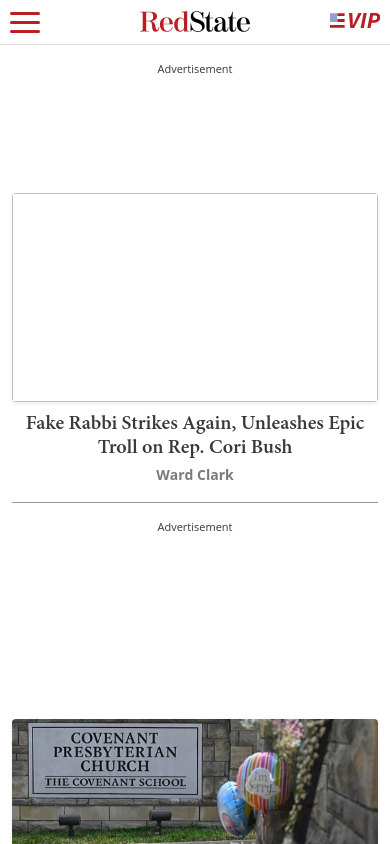 RedState
VIP
Advertisement
Fake Rabbi Strikes Again, Unleashes Epic
Troll on Rep. Cori Bush
Ward Clark
Advertisement
COVENANT
PRESBYTERIAN
CHURCH
THE COVENANT SCHOOL
i'm
sorry